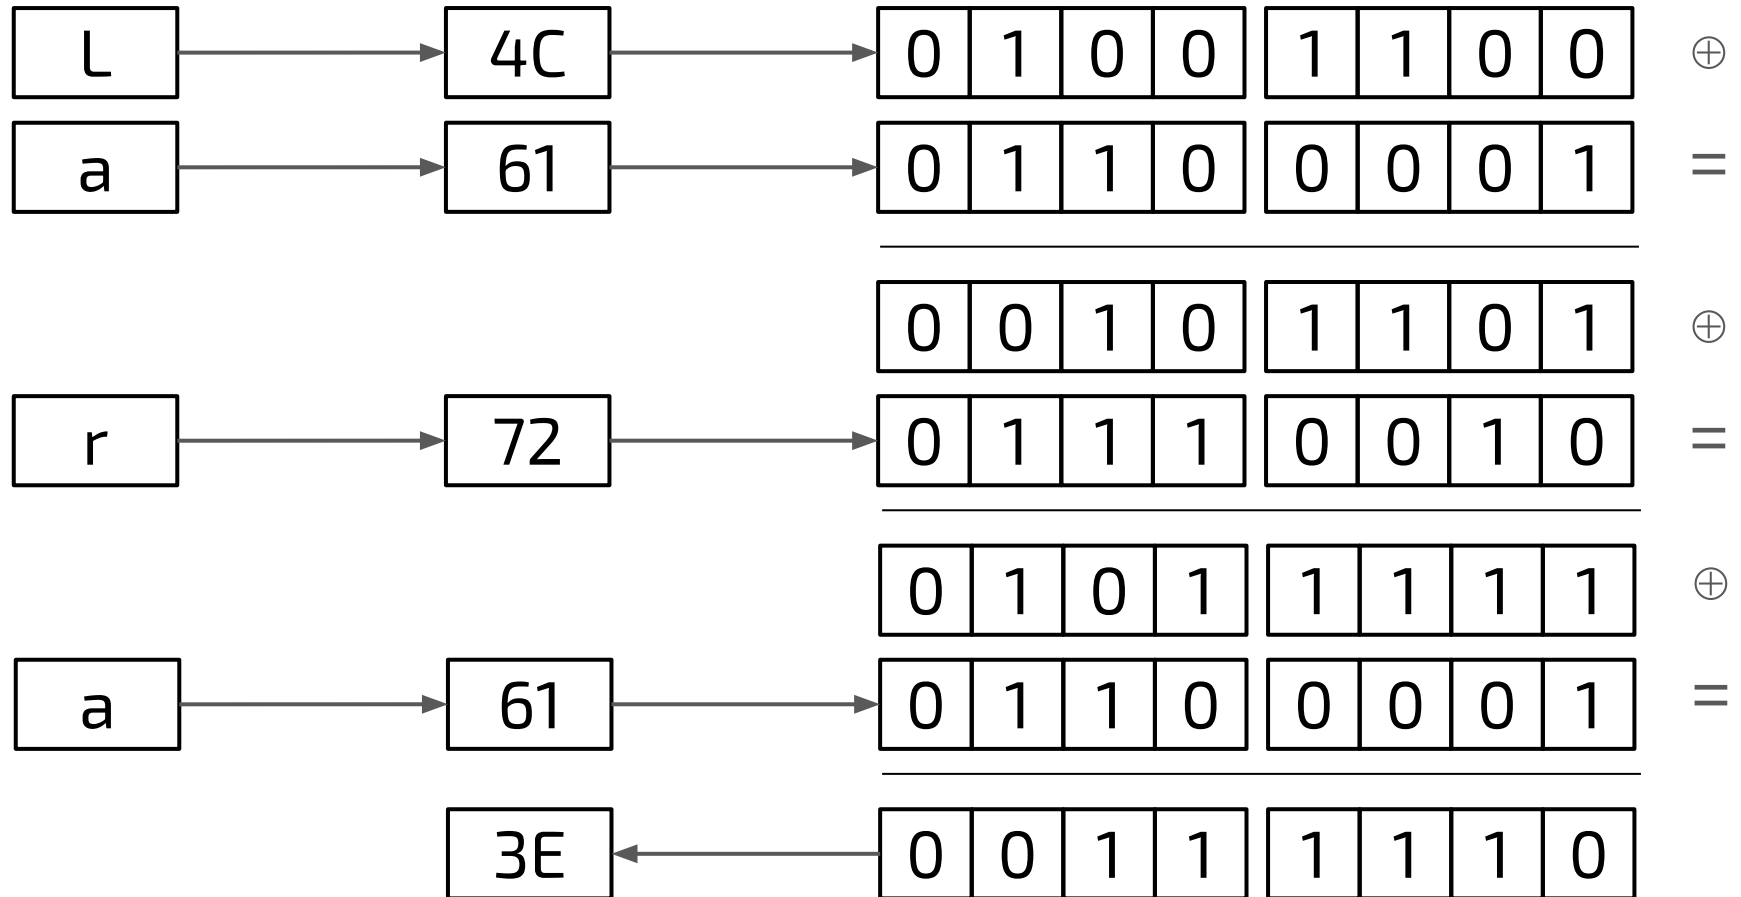 L 4C 0 1 0 0 1 1 0 0 ⊕
a 61 0 1 1 0 0 0 0 1 =
0 0 1 0 1 1 0 1 ⊕
r 72 0 1 1 1 0 0 1 0 =
0 1 0 1 1 1 1 1 ⊕
a 61 0 1 1 0 0 0 0 1 =
3E 0 0 1 1 1 1 1 0